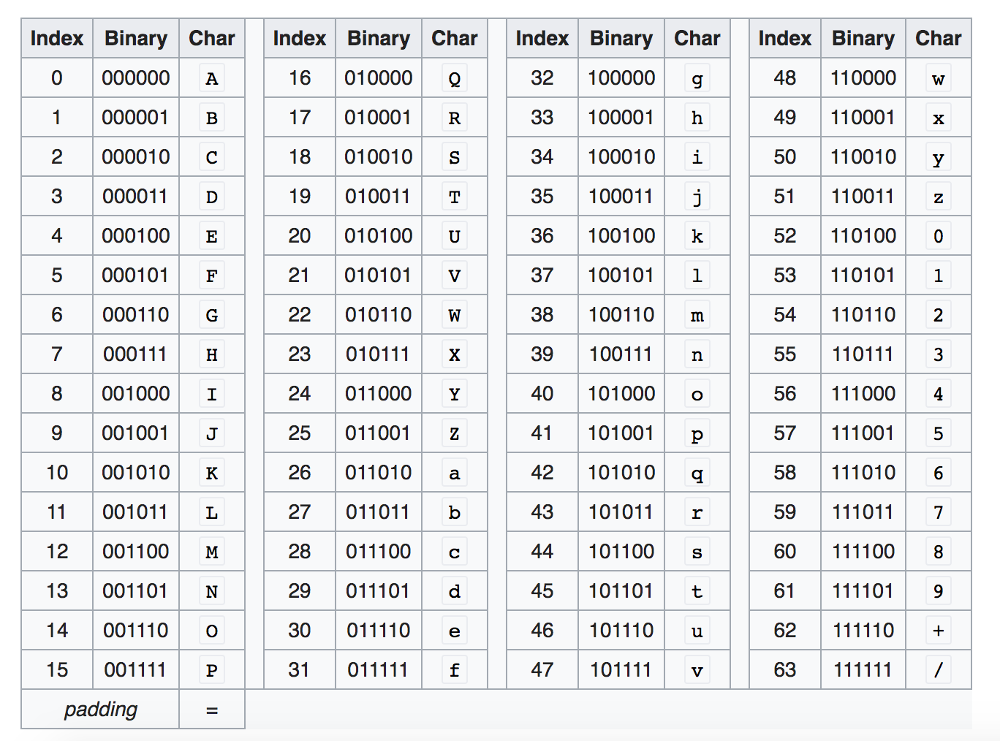 Index Binary Char Index Binary Char Index Binary Char Index Binary Char
0 000000 A 16 010000 Q 32 100000 g 48 110000 w
1 000001 B 17 010001 R 33 100001 h 49 110001 x
2 000010 C 18 010010 S 34 100010 i 50 110010 y
3 000011 D 19 010011 T 35 100011 j 51 110011 z
4 000100 E 20 010100 U 36 100100 k 52 110100 0
5 000101 F 21 010101 V 37 100101 l 53 110101 1
6 000110 G 22 010110 W 38 100110 m 54 110110 2
7 000111 H 23 010111 X 39 100111 n 55 110111 3
8 001000 I 24 011000 Y 40 101000 o 56 111000 4
9 001001 J 25 011001 Z 41 101001 p 57 111001 5
10 001010 K 26 011010 a 42 101010 q 58 111010 6
11 001011 L 27 011011 b 43 101011 r 59 111011 7
12 001100 M 28 011100 c 44 101100 s 60 111100 8
13 001101 N 29 011101 d 45 101101 t 61 111101 9
14 001110 O 30 011110 e 46 101110 u 62 111110 +
15 001111 P 31 011111 f 47 101111 v 63 111111 /
padding =